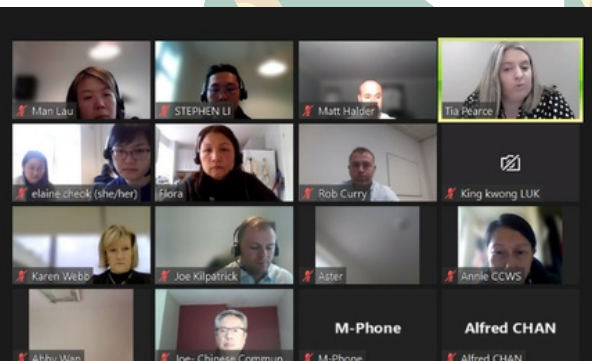 Man Lau
STEPHEN LI
Matt Halder
Tia Pearce
elaine cheok (she/her)
Flora
Rob Curry
King kwong LUK
Karen Webb
Joe Kilpatrick
Aster
Annie CCWS
M-Phone
Alfred CHAN
Abby Wan
Joe- Chinese Commun
M-Phone
Alfred CHAN